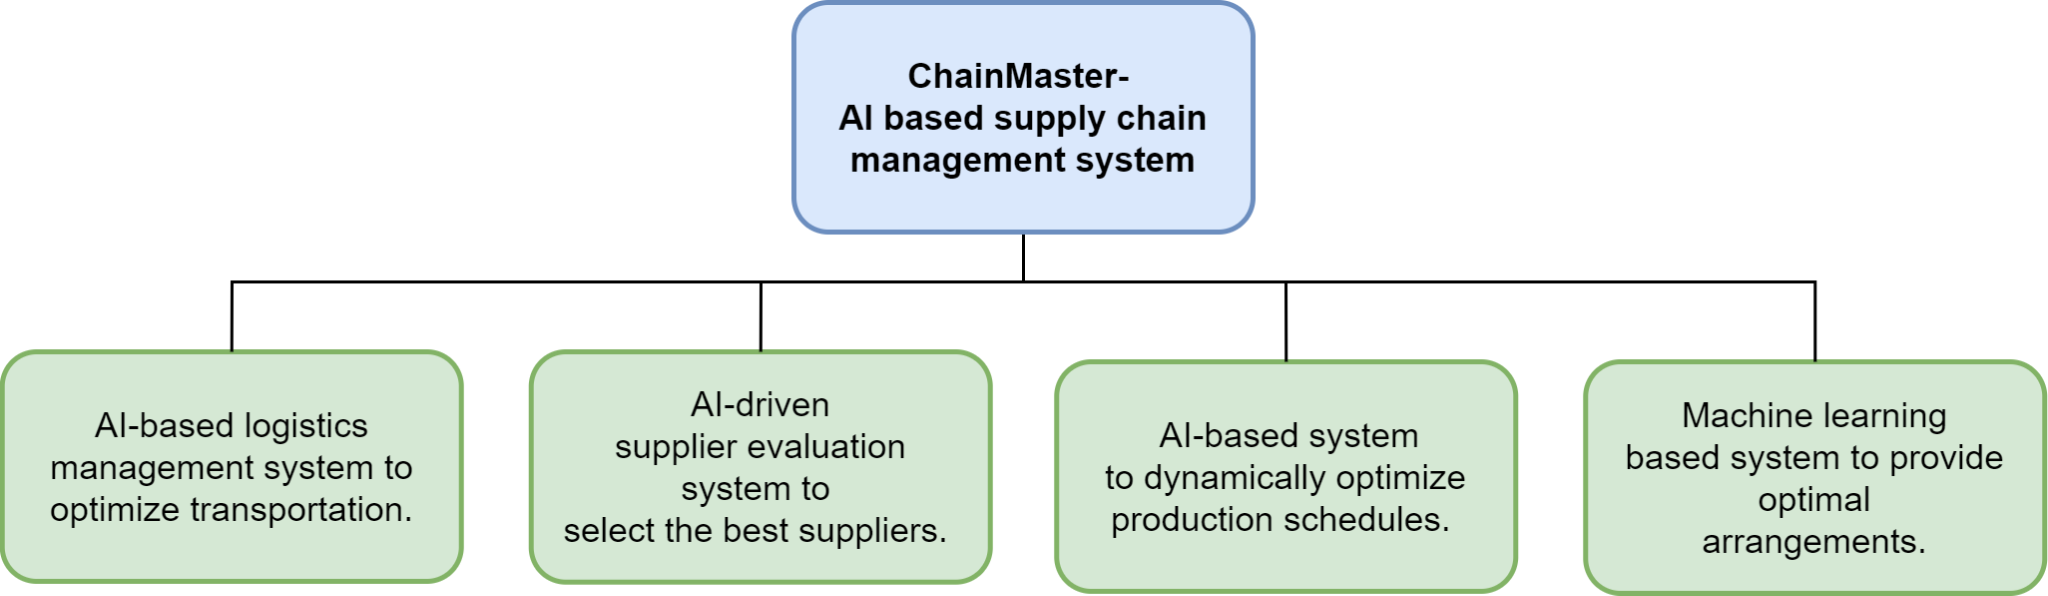 ChainMaster-
AI based supply chain
management system
AI-based logistics
management system to
optimize transportation.
AI-driven
supplier evaluation
system to
select the best suppliers.
AI-based system
to dynamically optimize
production schedules.
Machine learning
based system to provide
optimal
arrangements.